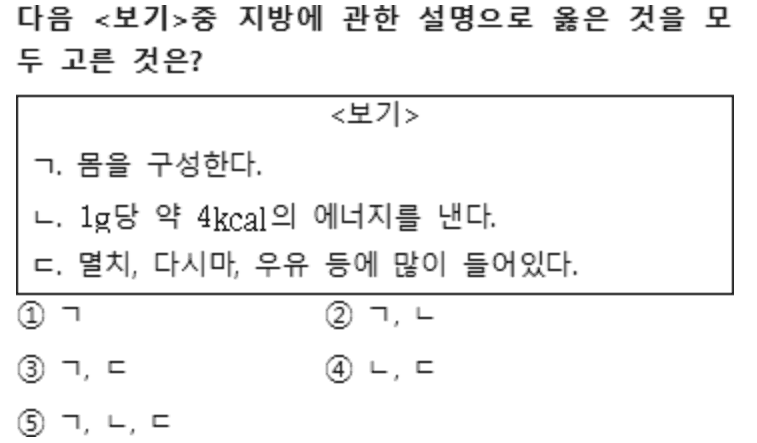 다음 <보기>중 지방에 관한 설명으로 옳은 것을 모
두 고른 것은?
<보기>
ㄱ. 몸을 구성한다.
ㄴ. 1g당 약 4kcal의 에너지를 낸다.
ㄷ. 멸치, 다시마, 우유 등에 많이 들어있다.
① ㄱ ② ㄱ, ㄴ
③ ㄱ, ㄷ ④ ㄴ, ㄷ
⑤ ㄱ, ㄴ, ㄷ